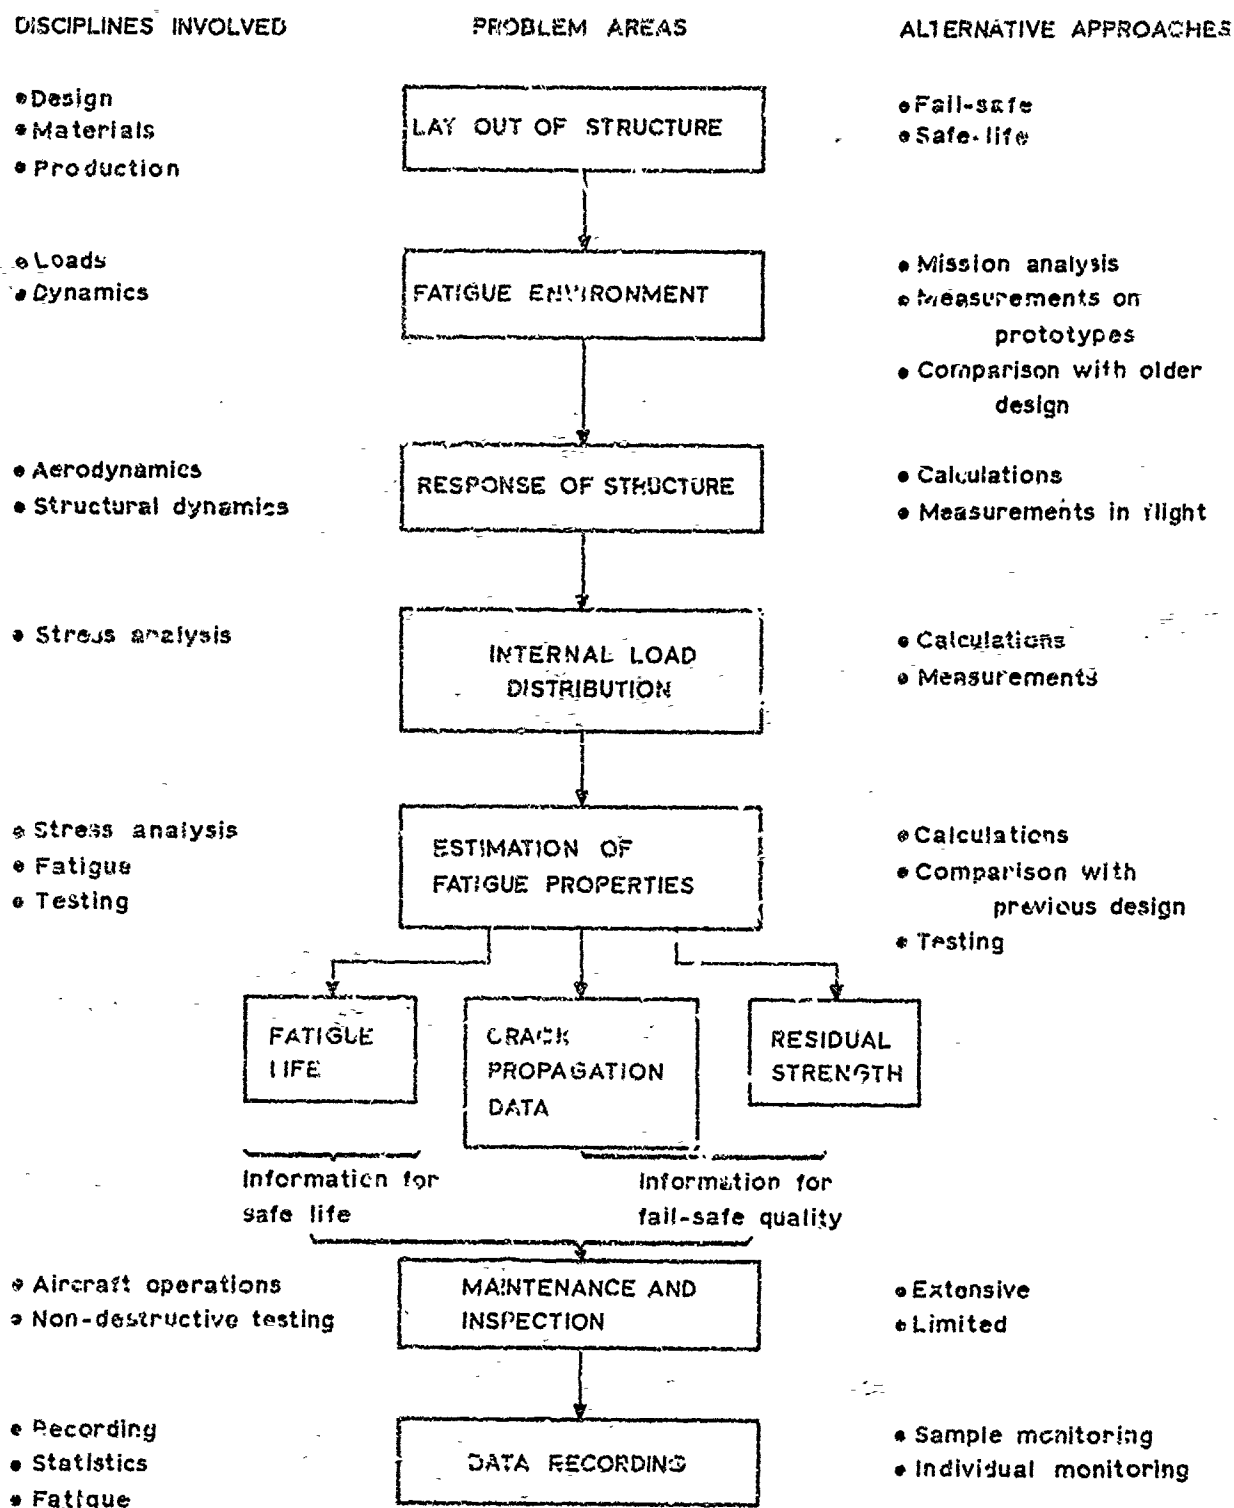 DISCIPLINES INVOLVED
PROBLEM AREAS
ALTERNATIVE APPROACHES
• Design
• Materials
• Production
LAY OUT OF STRUCTURE
• Fail-safe
• Safe-life
• Loads
• Dynamics
FATIGUE ENVIRONMENT
• Mission analysis
• Measurements on
prototypes
• Comparison with older
design
• Aerodynamics
• Structural dynamics
RESPONSE OF STRUCTURE
• Calculations
• Measurements in flight
• Stress analysis
INTERNAL LOAD
DISTRIBUTION
• Calculations
• Measurements
• Stress analysis
• Fatigue
• Testing
ESTIMATION OF
FATIGUE PROPERTIES
• Calculations
• Comparison with
previous design
• Testing
FATIGUE
LIFE
CRACK
PROPAGATION
DATA
RESIDUAL
STRENGTH
Information for
safe life
Information for
fail-safe quality
• Aircraft operations
• Non-destructive testing
MAINTENANCE AND
INSPECTION
• Extensive
• Limited
• Recording
• Statistics
• Fatigue
DATA RECORDING
• Sample monitoring
• Individual monitoring